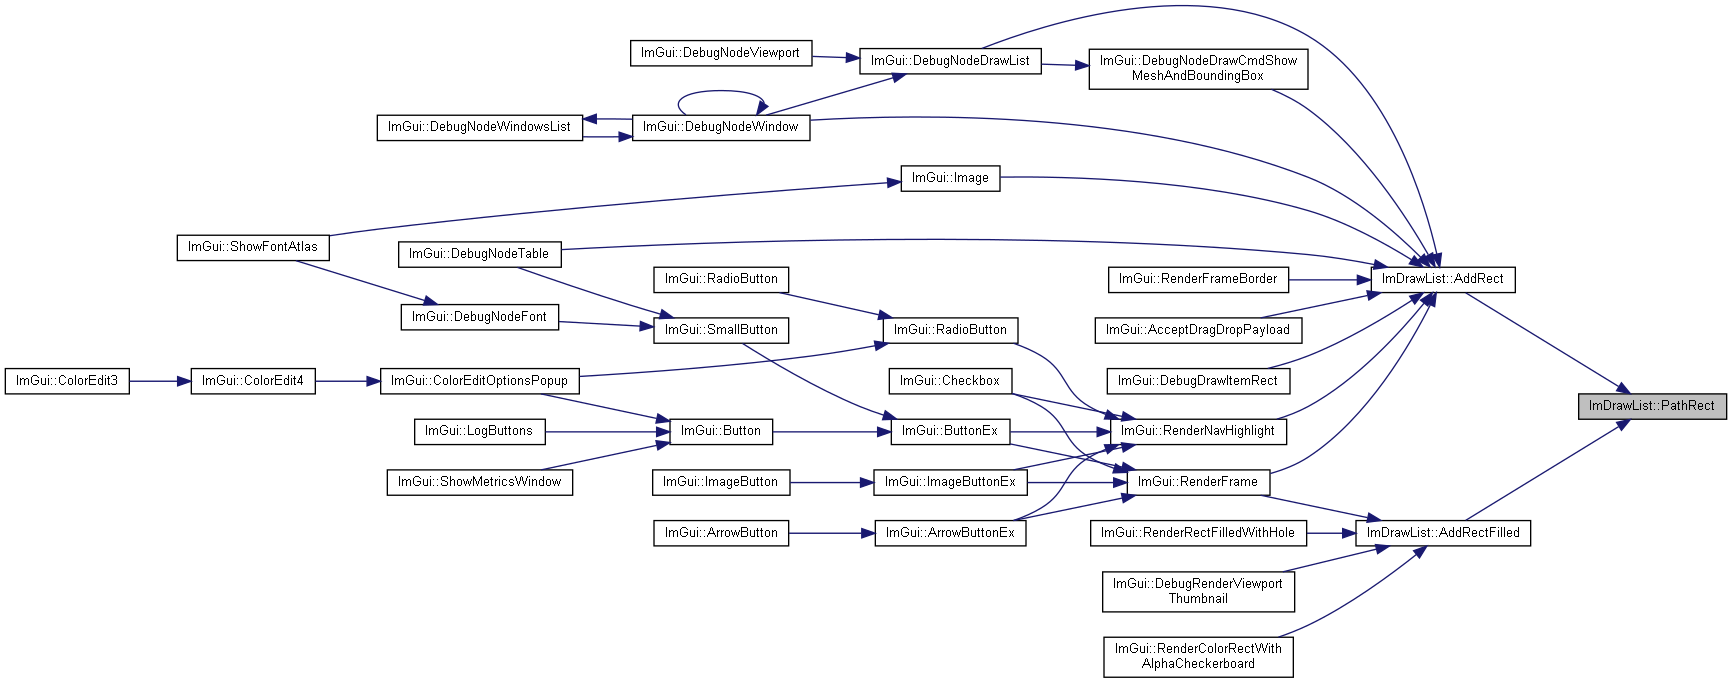 ImGui::DebugNodeViewport
ImGui::DebugNodeDrawList
ImGui::DebugNodeDrawCmdShow
MeshAndBoundingBox
ImGui::DebugNodeWindowsList
ImGui::DebugNodeWindow
ImGui::Image
ImGui::ShowFontAtlas
ImGui::DebugNodeTable
ImGui::RadioButton
ImGui::RenderFrameBorder
ImDrawList::AddRect
ImGui::DebugNodeFont
ImGui::SmallButton
ImGui::RadioButton
ImGui::AcceptDragDropPayload
ImGui::ColorEdit3
ImGui::ColorEdit4
ImGui::ColorEditOptionsPopup
ImGui::Checkbox
ImGui::DebugDrawItemRect
ImDrawList::PathRect
ImGui::LogButtons
ImGui::Button
ImGui::ButtonEx
ImGui::RenderNavHighlight
ImGui::ShowMetricsWindow
ImGui::ImageButton
ImGui::ImageButtonEx
ImGui::RenderFrame
ImGui::ArrowButton
ImGui::ArrowButtonEx
ImGui::RenderRectFilledWithHole
ImDrawList::AddRectFilled
ImGui::DebugRenderViewport
Thumbnail
ImGui::RenderColorRectWith
AlphaCheckerboard